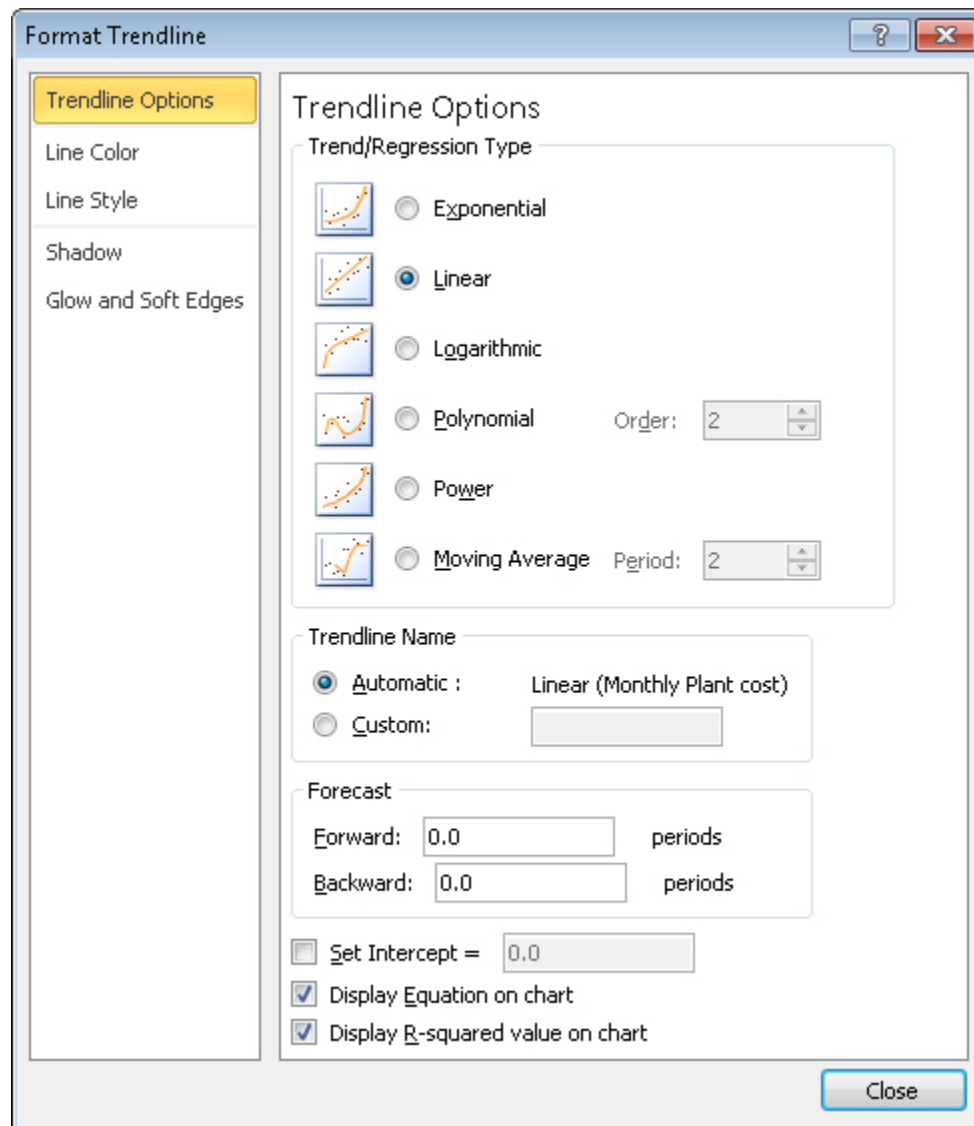 Format Trendline
Trendline Options
Line Color
Line Style
Shadow
Glow and Soft Edges
Trendline Options
Trend/Regression Type
Exponential
Linear
Logarithmic
Polynomial Order: 2
Power
Moving Average Period: 2
Trendline Name
Automatic : Linear (Monthly Plant cost)
Custom:
Forecast
Forward: 0.0 periods
Backward: 0.0 periods
Set Intercept = 0.0
Display Equation on chart
Display R-squared value on chart
Close